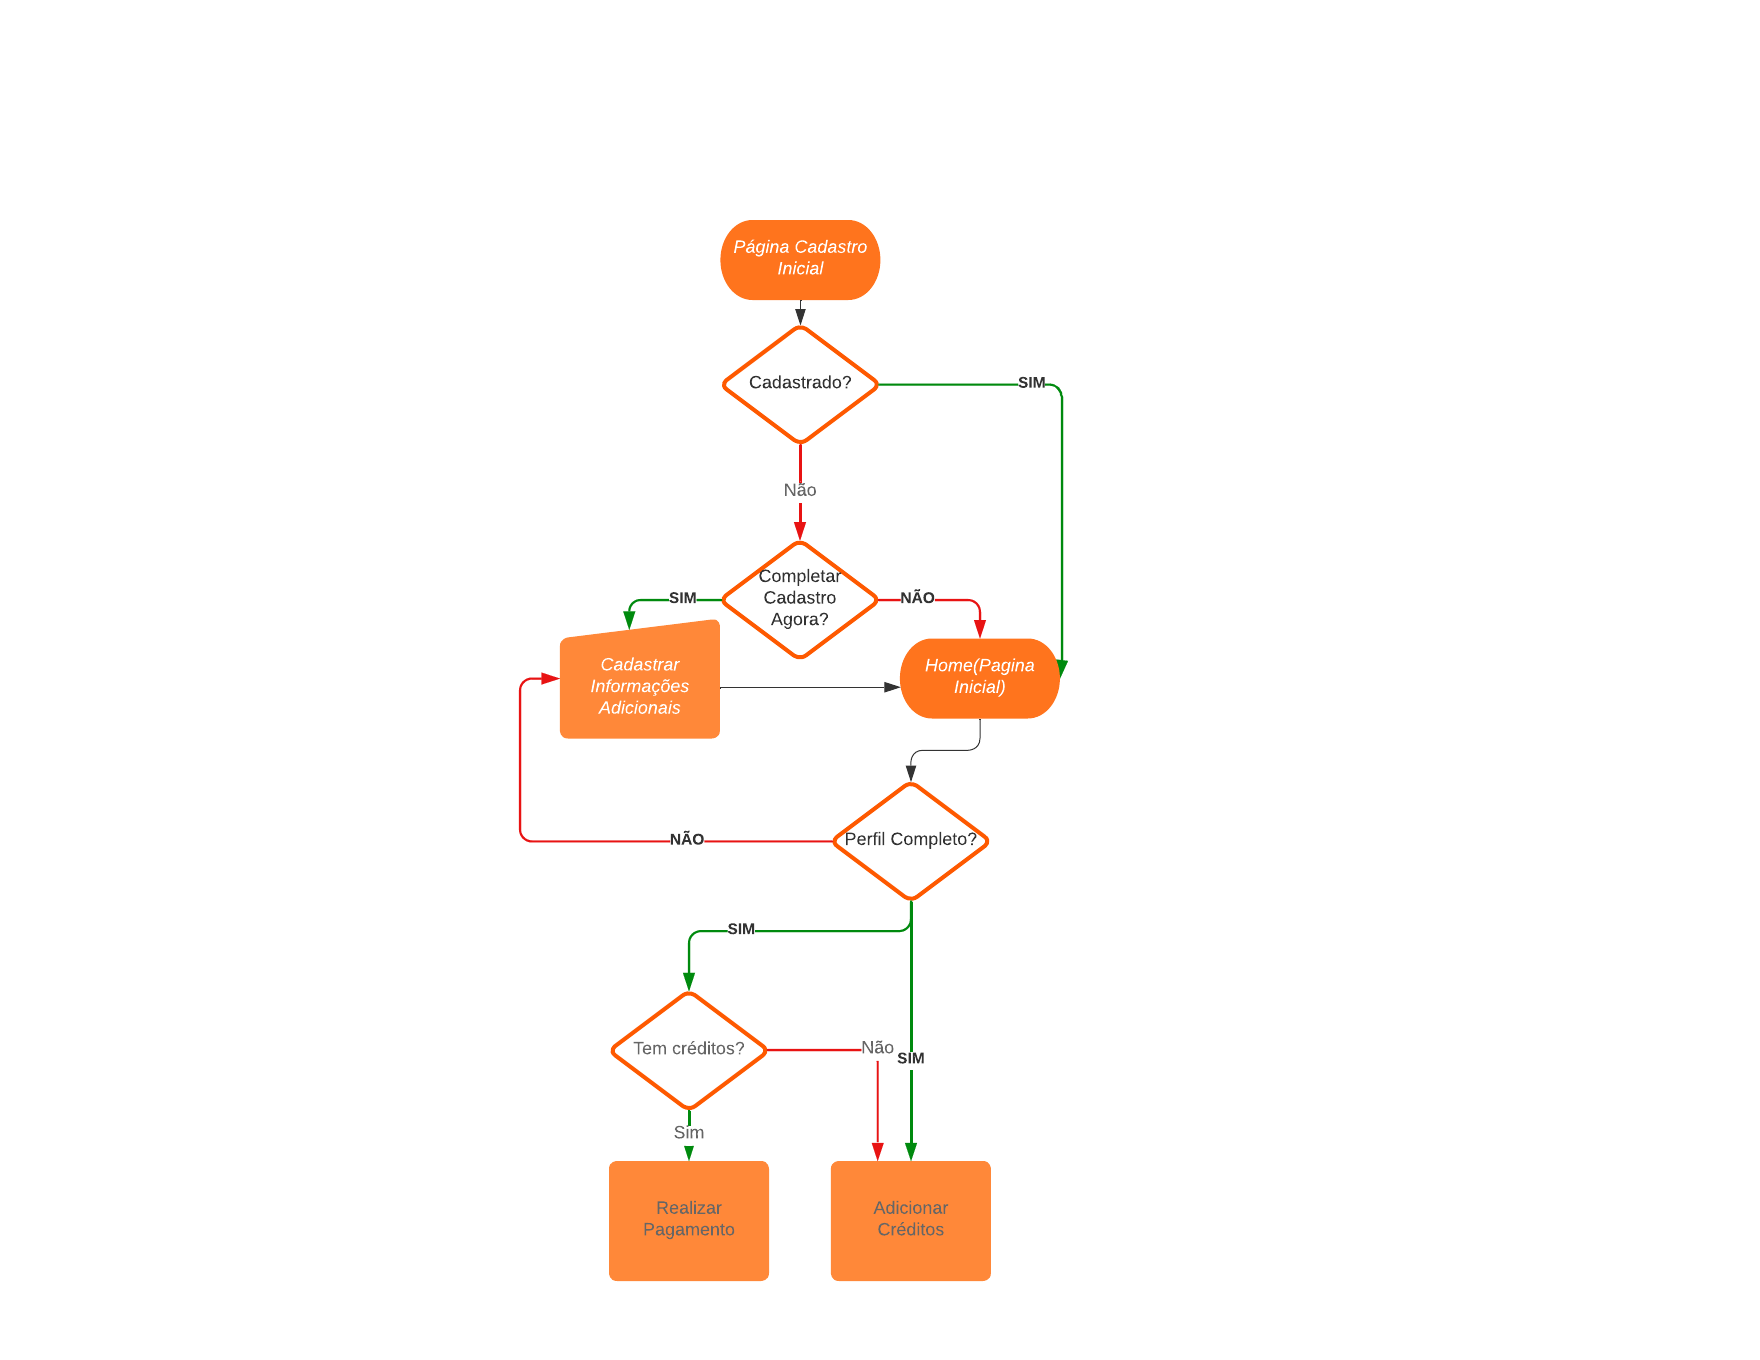 Página Cadastro
Inicial
Cadastrado?
SIM
Não
Completar
Cadastro
Agora?
SIM
NÃO
Cadastrar
Informações
Adicionais
Home(Pagina
Inicial)
Perfil Completo?
NÃO
SIM
Tem créditos?
Não
SIM
Sim
Realizar
Pagamento
Adicionar
Créditos